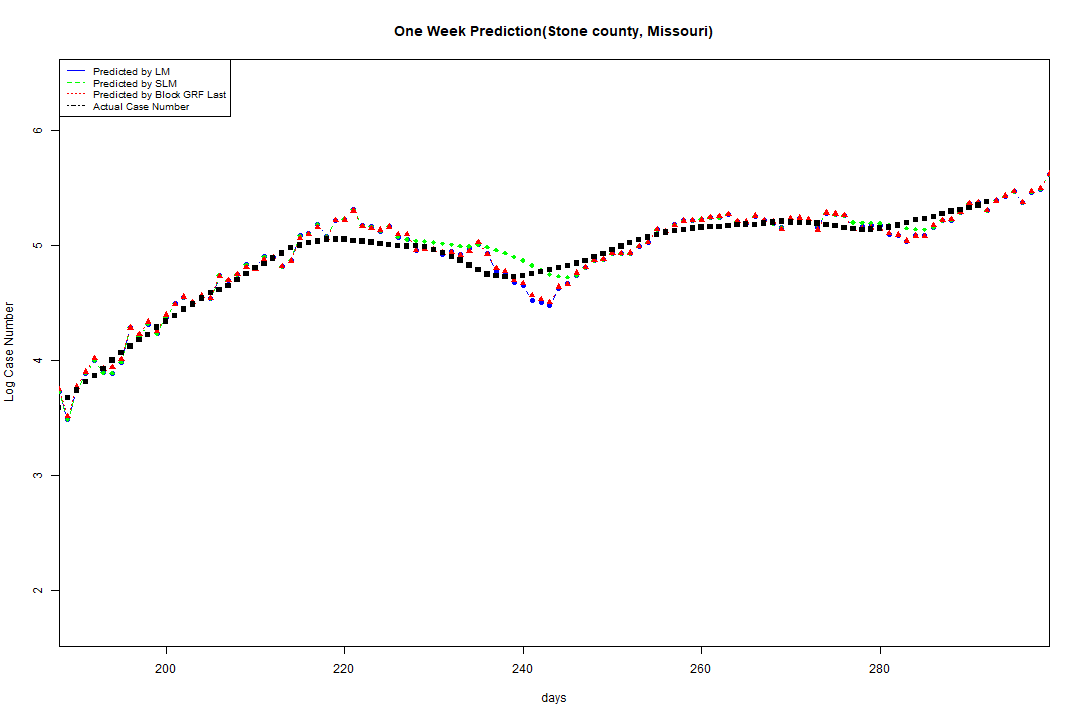 One Week Prediction(Stone county, Missouri)
Predicted by LM
Predicted by SLM
Predicted by Block GRF Last
Actual Case Number
6
5
4
3
2
Log Case Number
200 220 240 260 280
days